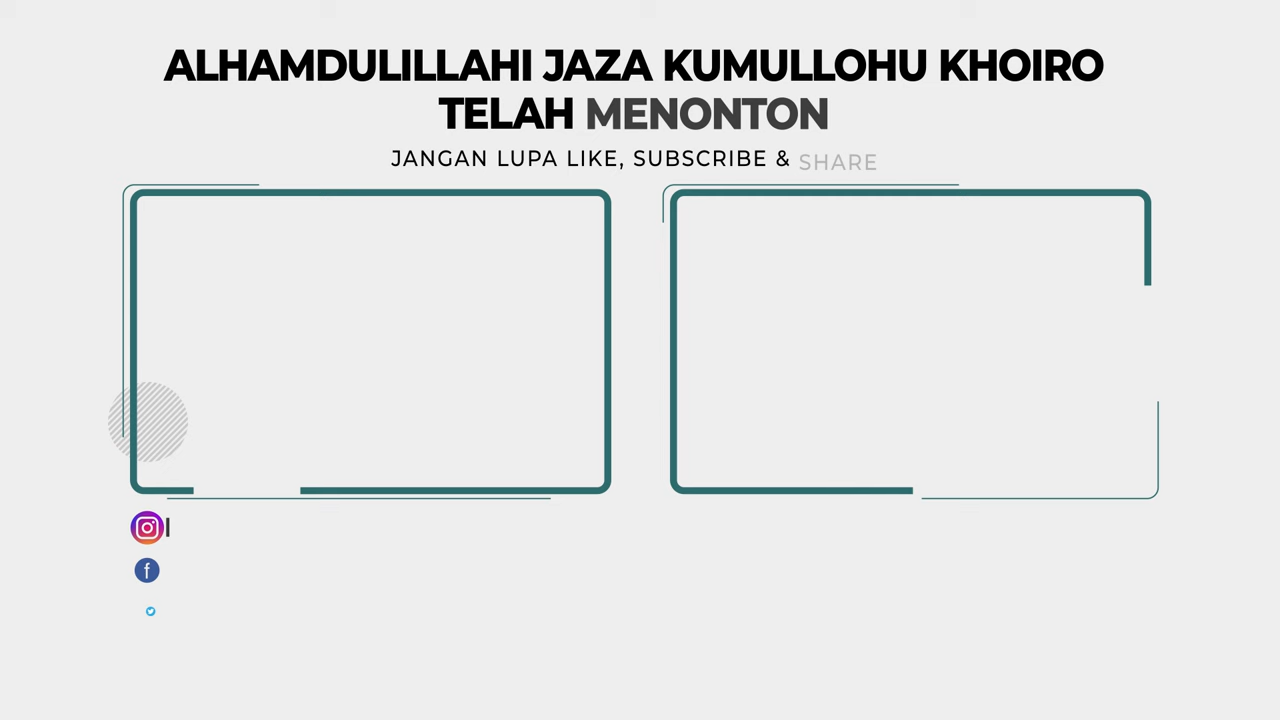 ALHAMDULILLAHI JAZA KUMULLOHU KHOIRO
TELAH MENONTON
JANGAN LUPA LIKE, SUBSCRIBE & SHARE